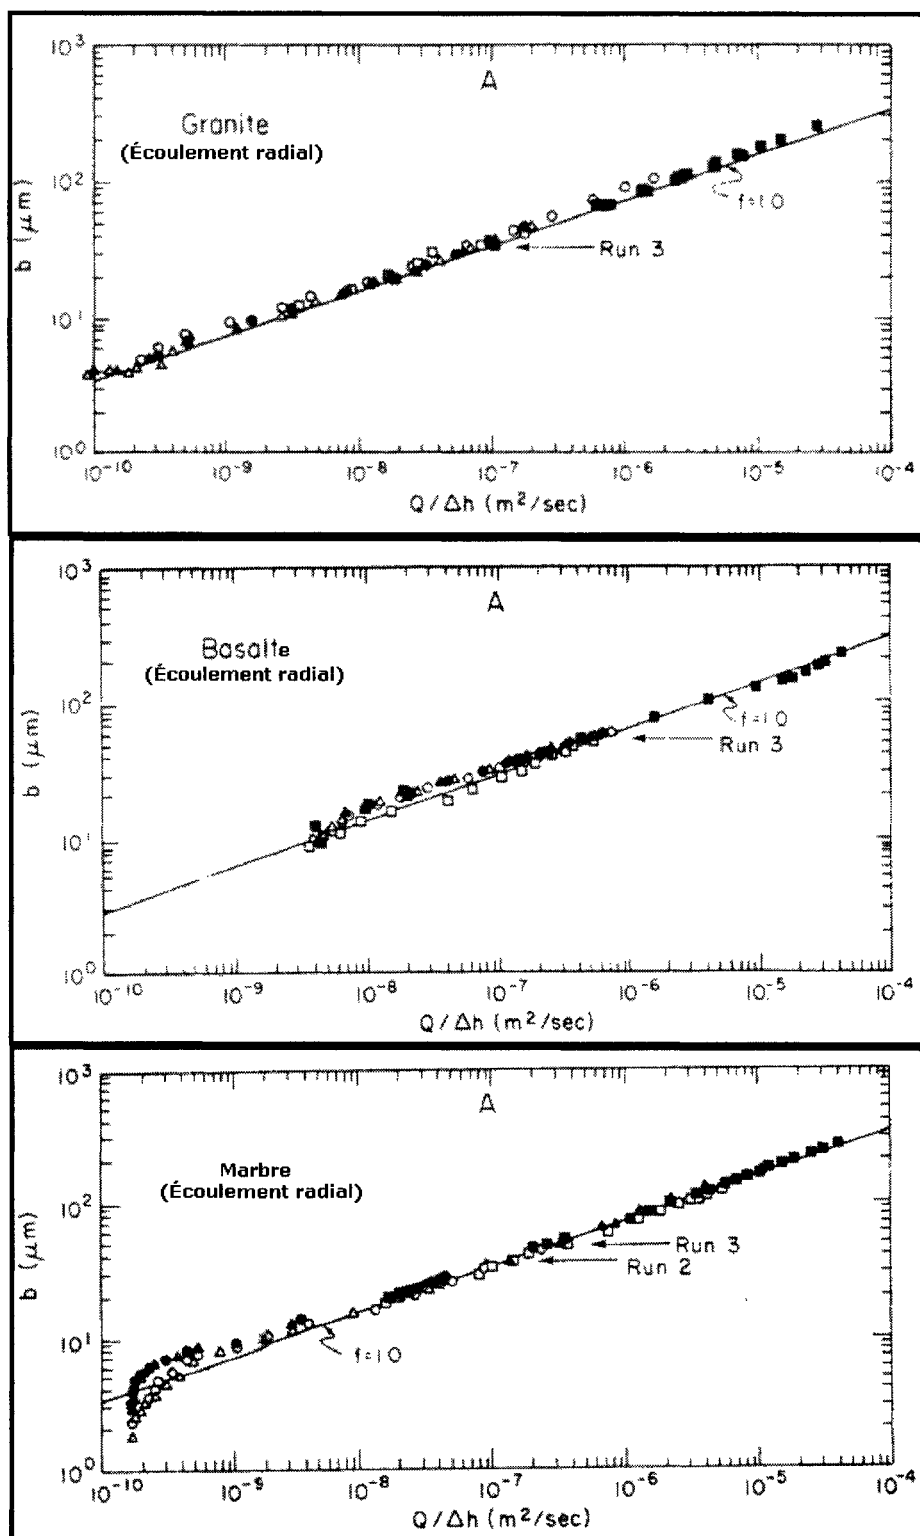 10³
A
Granite
(Écoulement radial)
10²
b (μm)
f=1.0
Run 3
10¹
10⁰
10⁻¹⁰ 10⁻⁹ 10⁻⁸ 10⁻⁷ 10⁻⁶ 10⁻⁵ 10⁻⁴
Q/Δh (m²/sec)
10³
A
Basalte
(Écoulement radial)
10²
f=1.0
Run 3
b (μm)
10¹
10⁰
10⁻¹⁰ 10⁻⁹ 10⁻⁸ 10⁻⁷ 10⁻⁶ 10⁻⁵ 10⁻⁴
Q/Δh (m²/sec)
10³
A
Marbre
(Écoulement radial)
10²
Run 3
Run 2
b (μm)
10¹
f=1.0
10⁰
10⁻¹⁰ 10⁻⁹ 10⁻⁸ 10⁻⁷ 10⁻⁶ 10⁻⁵ 10⁻⁴
Q/Δh (m²/sec)